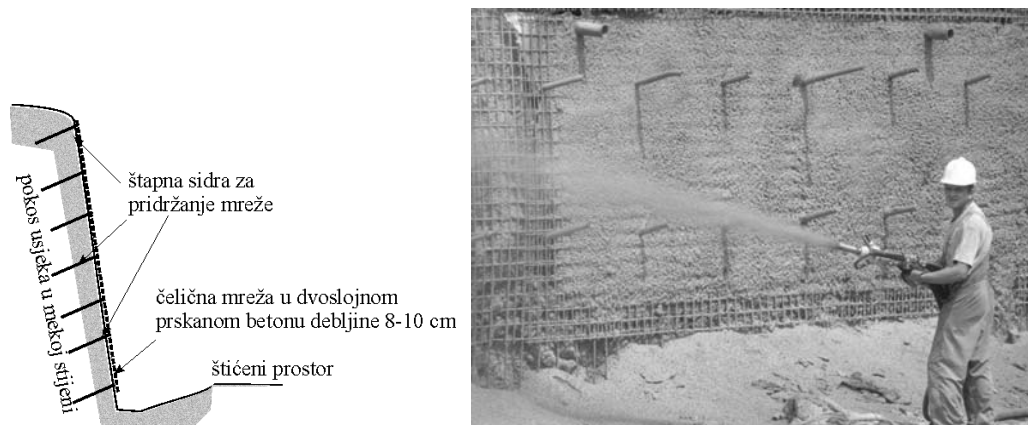 štapna sidra za
pridržanje mreže
pokos usjeka u mekoj stijeni
čelična mreža u dvoslojnom
prskanom betonu debljine 8-10 cm
štićeni prostor